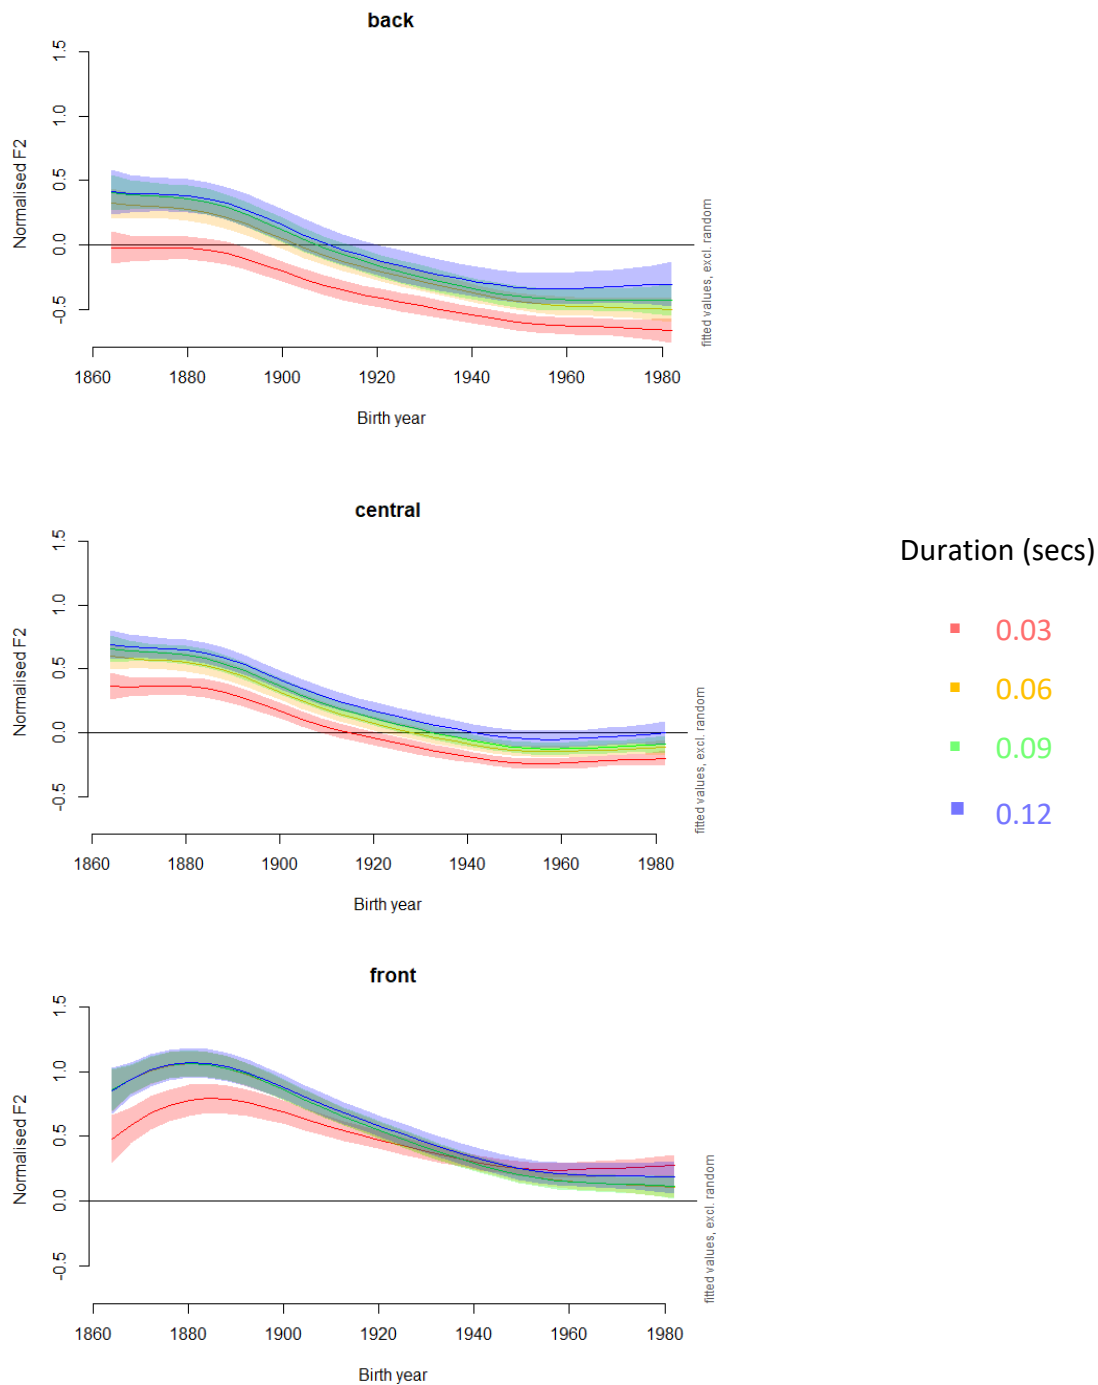 back
1.5
1.0
0.5
0.0
-0.5
Normalised F2
fitted values, excl. random
1860 1880 1900 1920 1940 1960 1980
Birth year
central
1.5
1.0
0.5
0.0
-0.5
Normalised F2
fitted values, excl. random
1860 1880 1900 1920 1940 1960 1980
Birth year
Duration (secs)
0.03
0.06
0.09
0.12
front
1.5
1.0
0.5
0.0
-0.5
Normalised F2
fitted values, excl. random
1860 1880 1900 1920 1940 1960 1980
Birth year